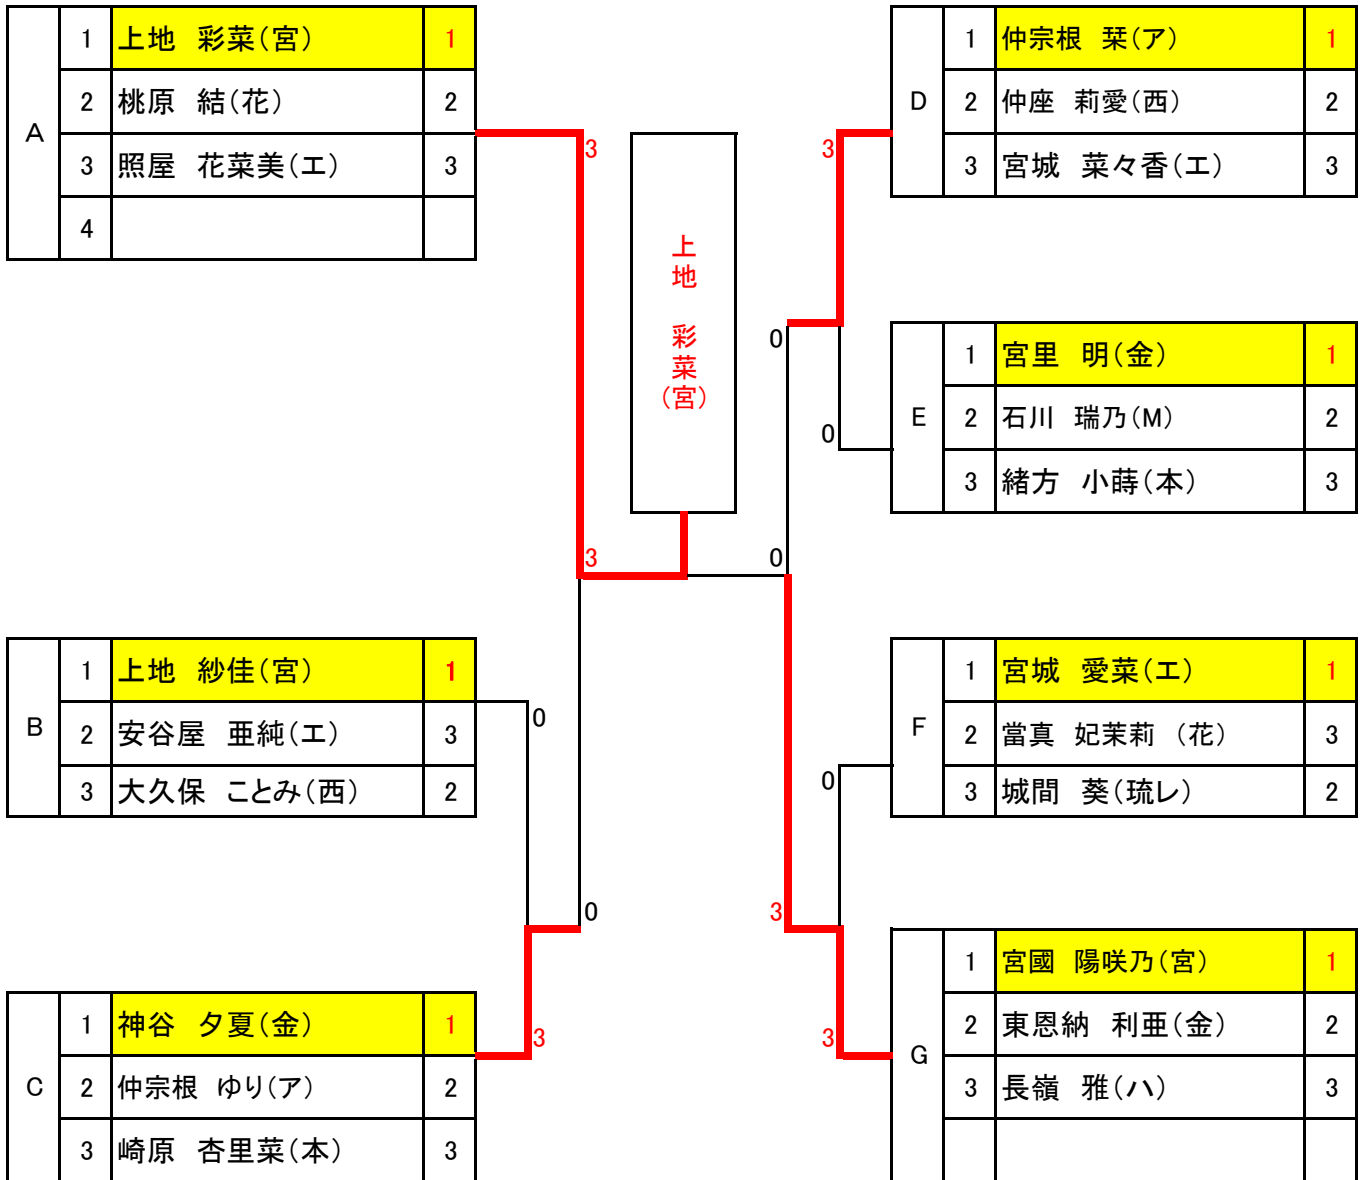 A
1 上地 彩菜(宮) 1
2 桃原 結(花) 2
3 照屋 花菜美(エ) 3
4
B
1 上地 紗佳(宮) 1
2 安谷屋 亜純(エ) 3
3 大久保 ことみ(西) 2
C
1 神谷 夕夏(金) 1
2 仲宗根 ゆり(ア) 2
3 崎原 杏里菜(本) 3
3
3
0
0
3
上地 彩菜(宮)
3
0
0
0
0
3
3
D
1 仲宗根 栞(ア) 1
2 仲座 莉愛(西) 2
3 宮城 菜々香(エ) 3
E
1 宮里 明(金) 1
2 石川 瑞乃(M) 2
3 緒方 小蒔(本) 3
F
1 宮城 愛菜(エ) 1
2 當真 妃茉莉 (花) 3
3 城間 葵(琉レ) 2
G
1 宮國 陽咲乃(宮) 1
2 東恩納 利亜(金) 2
3 長嶺 雅(ハ) 3